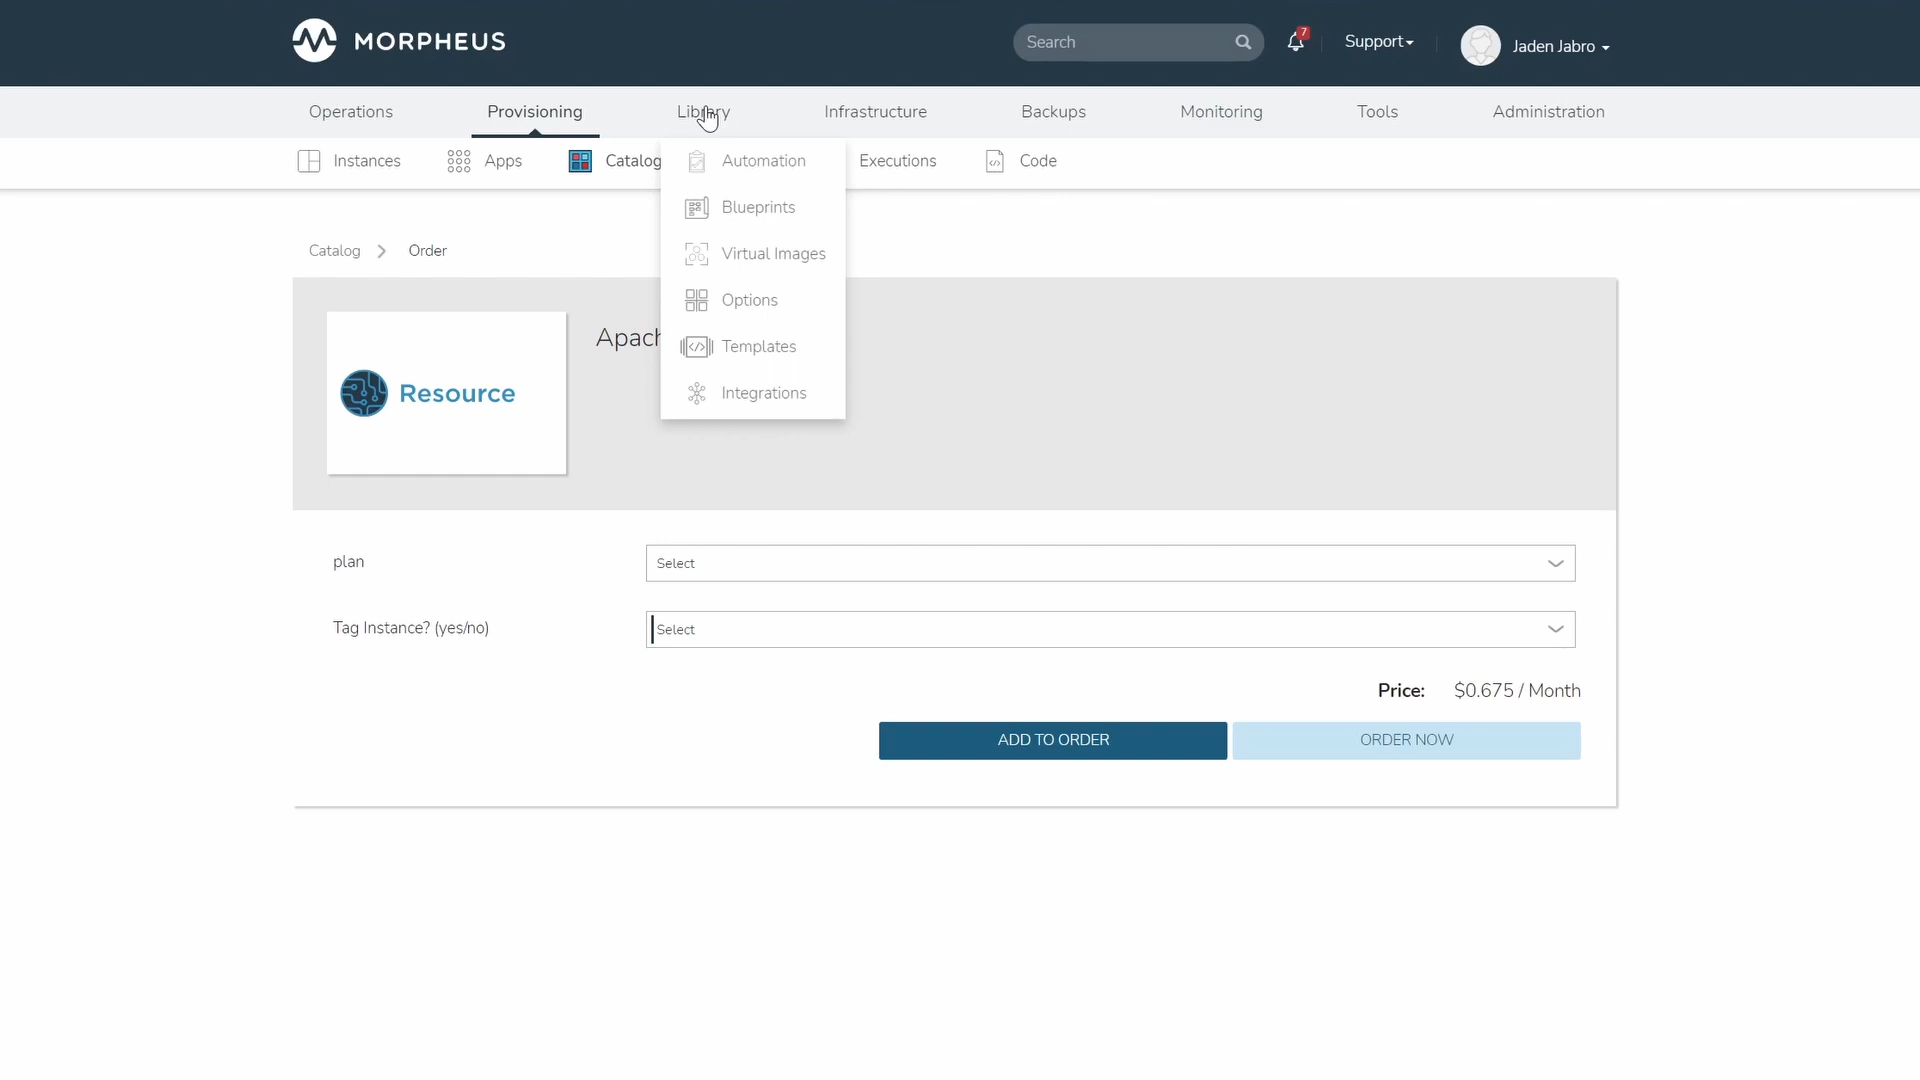 MORPHEUS
Search
7
Support
Jaden Jabro
Operations
Provisioning
Library
Infrastructure
Backups
Monitoring
Tools
Administration
Instances
Apps
Catalog
Executions
Code
Automation
Blueprints
Virtual Images
Options
Templates
Integrations
Catalog
Order
Resource
plan
Select
Tag Instance? (yes/no)
Select
Price: $0.675 / Month
ADD TO ORDER
ORDER NOW